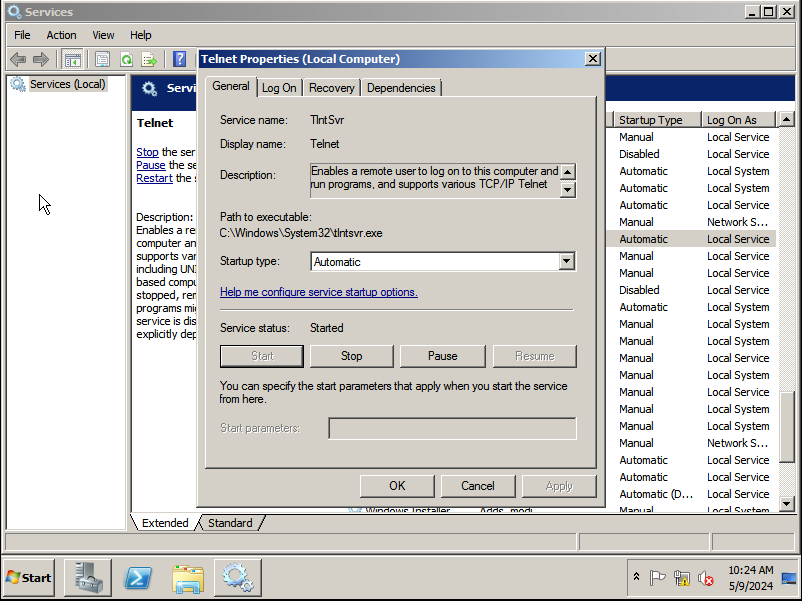 Services
File Action View Help
Services (Local)
Servi
Telnet
Stop the ser
Pause the se
Restart the s
Description:
Enables a re
computer an
supports var
including UNI
based compu
stopped, rem
programs mi
service is dis
explicitly dep
Telnet Properties (Local Computer)
General Log On Recovery Dependencies
Service name: TlntSvr
Display name: Telnet
Description: Enables a remote user to log on to this computer and
run programs, and supports various TCP/IP Telnet
Path to executable:
C:\Windows\System32\tlntsvr.exe
Startup type: Automatic
Help me configure service startup options.
Service status: Started
Start Stop Pause Resume
You can specify the start parameters that apply when you start the service
from here.
Start parameters:
OK Cancel Apply
Startup Type Log On As
Manual Local Service
Disabled Local Service
Automatic Local System
Automatic Local System
Automatic Local Service
Manual Network S...
Automatic Local Service
Manual Local Service
Manual Local Service
Disabled Local Service
Automatic Local System
Manual Local System
Manual Local System
Manual Local Service
Manual Local System
Manual Local Service
Manual Local System
Manual Local System
Manual Network S...
Automatic Local Service
Automatic Local Service
Automatic (D... Local Service
Manual Local System
Windows Installer Adds, modi
Extended Standard
Start
10:24 AM
5/9/2024